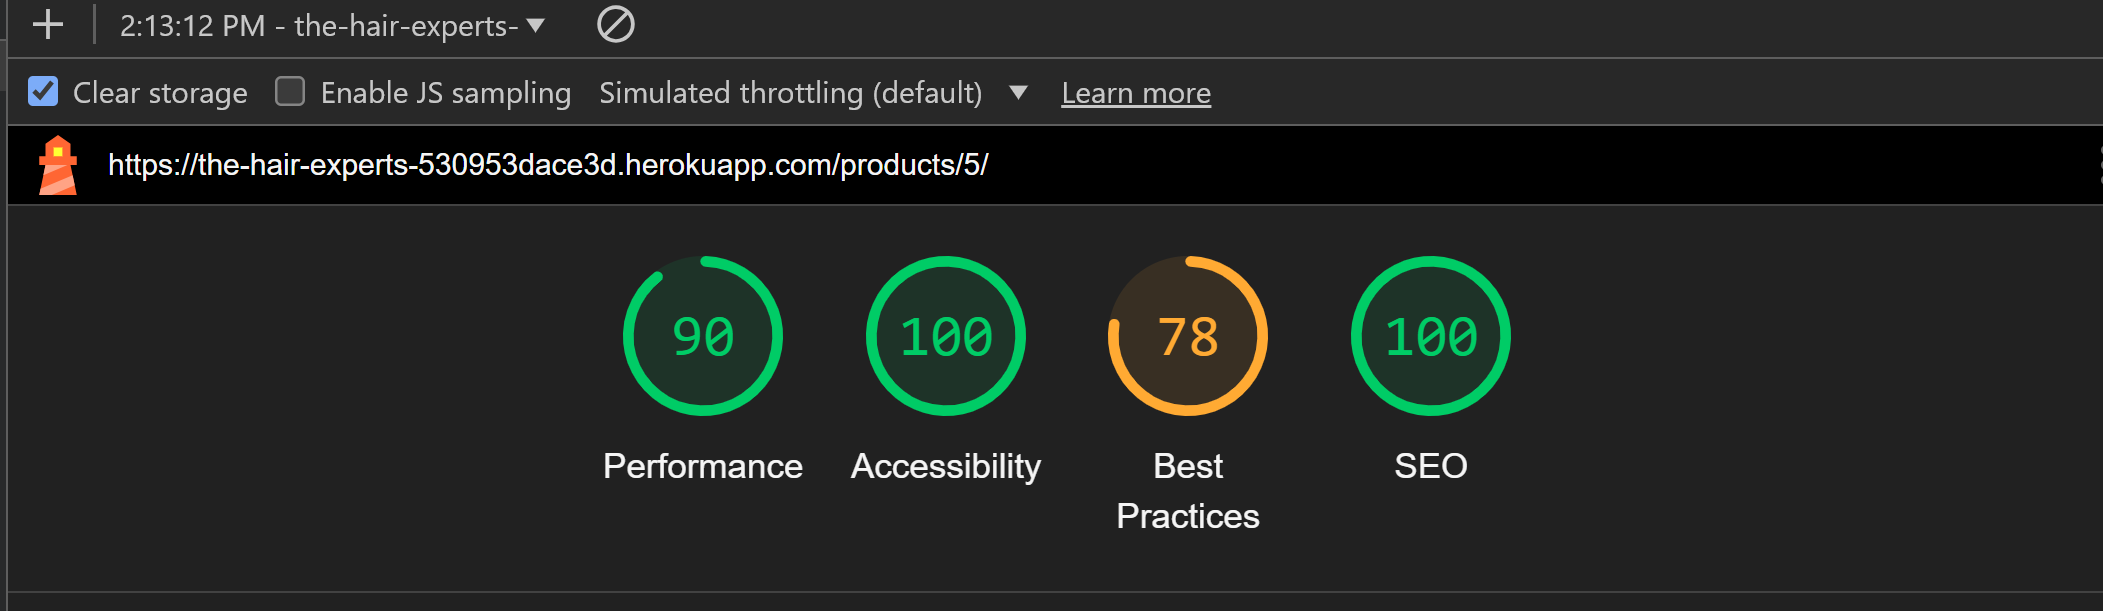 2:13:12 PM - the-hair-experts-
Clear storage Enable JS sampling Simulated throttling (default) Learn more
https://the-hair-experts-530953dace3d.herokuapp.com/products/5/
90 100 78 100
Performance Accessibility Best Practices SEO